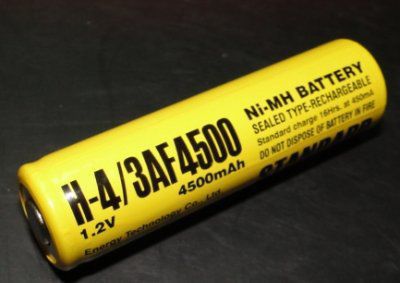 H-4/3AF4500
4500mAh
1.2V
Energy Technology Co., Ltd.
Ni-MH BATTERY
SEALED TYPE-RECHARGEABLE
Standard charge 16Hrs. at 450mA
DO NOT DISPOSE OF BATTERY IN FIRE
STANDARD